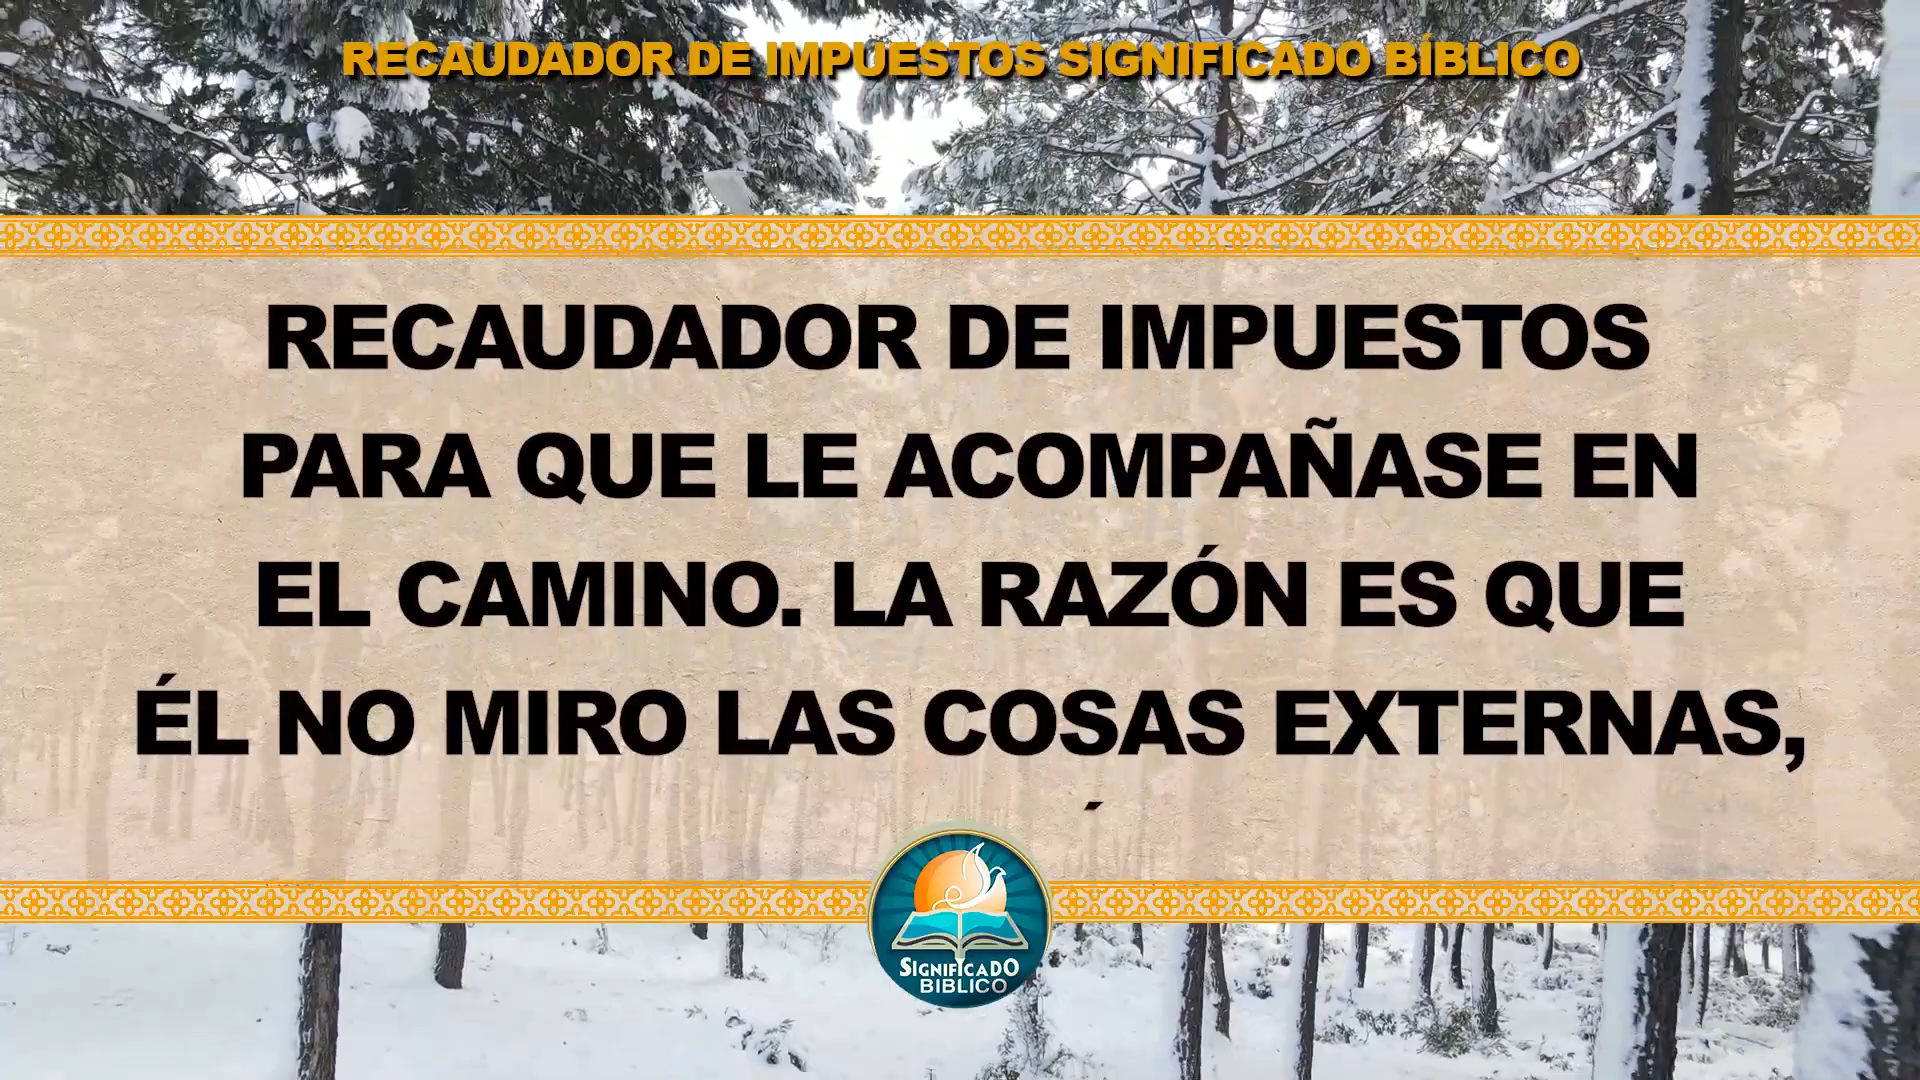 RECAUDADOR DE IMPUESTOS SIGNIFICADO BÍBLICO
RECAUDADOR DE IMPUESTOS
PARA QUE LE ACOMPAÑASE EN
EL CAMINO. LA RAZÓN ES QUE
ÉL NO MIRO LAS COSAS EXTERNAS,
SIGNIFICADO
BIBLICO